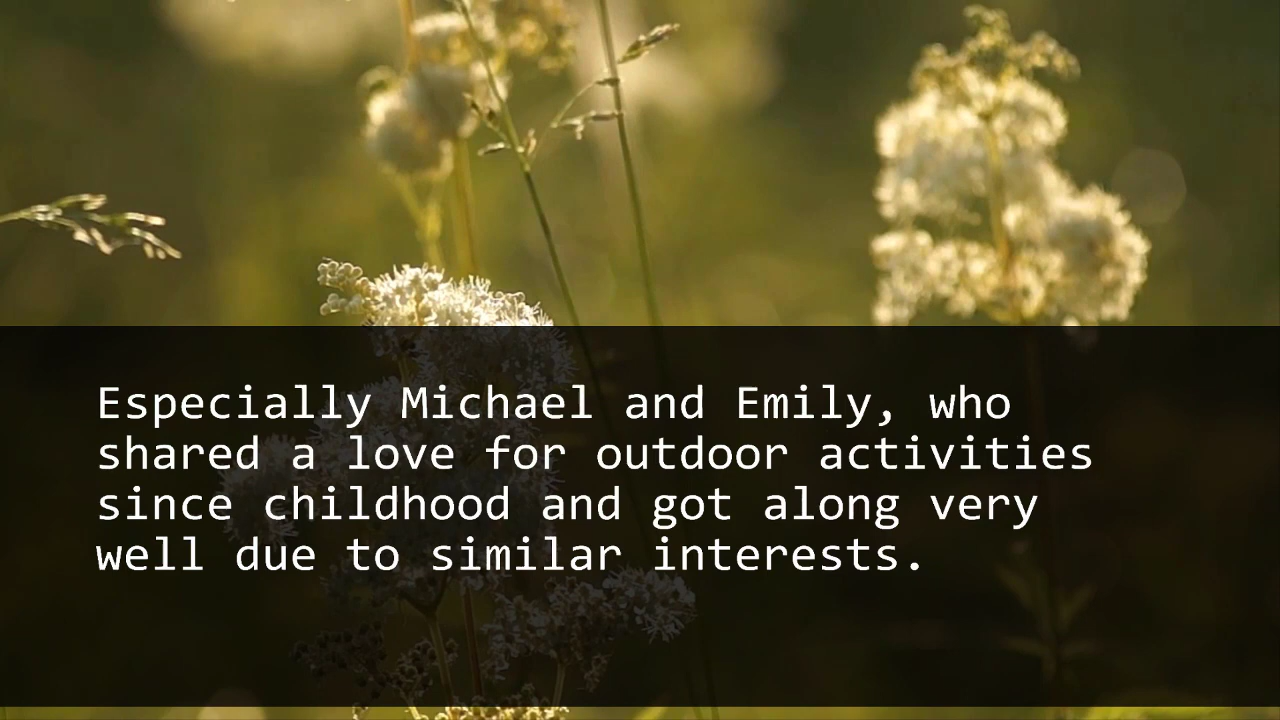 Especially Michael and Emily, who
shared a love for outdoor activities
since childhood and got along very
well due to similar interests.